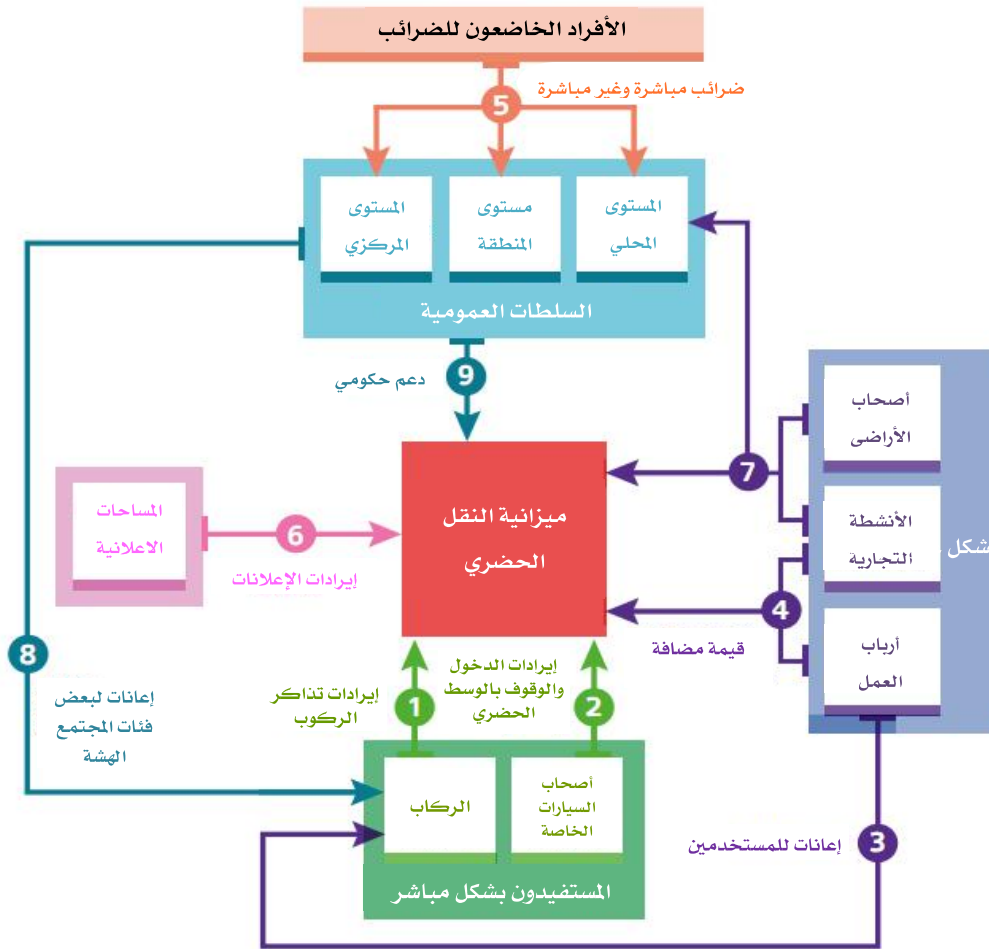 الأفراد الخاضعون للضرائب
5
ضرائب مباشرة وغير مباشرة
المستوى
المحلي
مستوى
المنطقة
المستوى
المركزي
السلطات العمومية
9
دعم حكومي
أصحاب
الأراضى
7
الأنشطة
التجارية
شكل
ميزانية النقل
الحضري
المساحات
الاعلانية
6
إيرادات الإعلانات
4
قيمة مضافة
أرباب
العمل
8
إعانات لبعض
فئات المجتمع
الهشة
إيرادات تذاكر
الركوب
1
إيرادات الدخول
والوقوف بالوسط
الحضري
2
أصحاب
السيارات
الخاصة
الركاب
المستفيدون بشكل مباشر
3
إعانات للمستخدمين